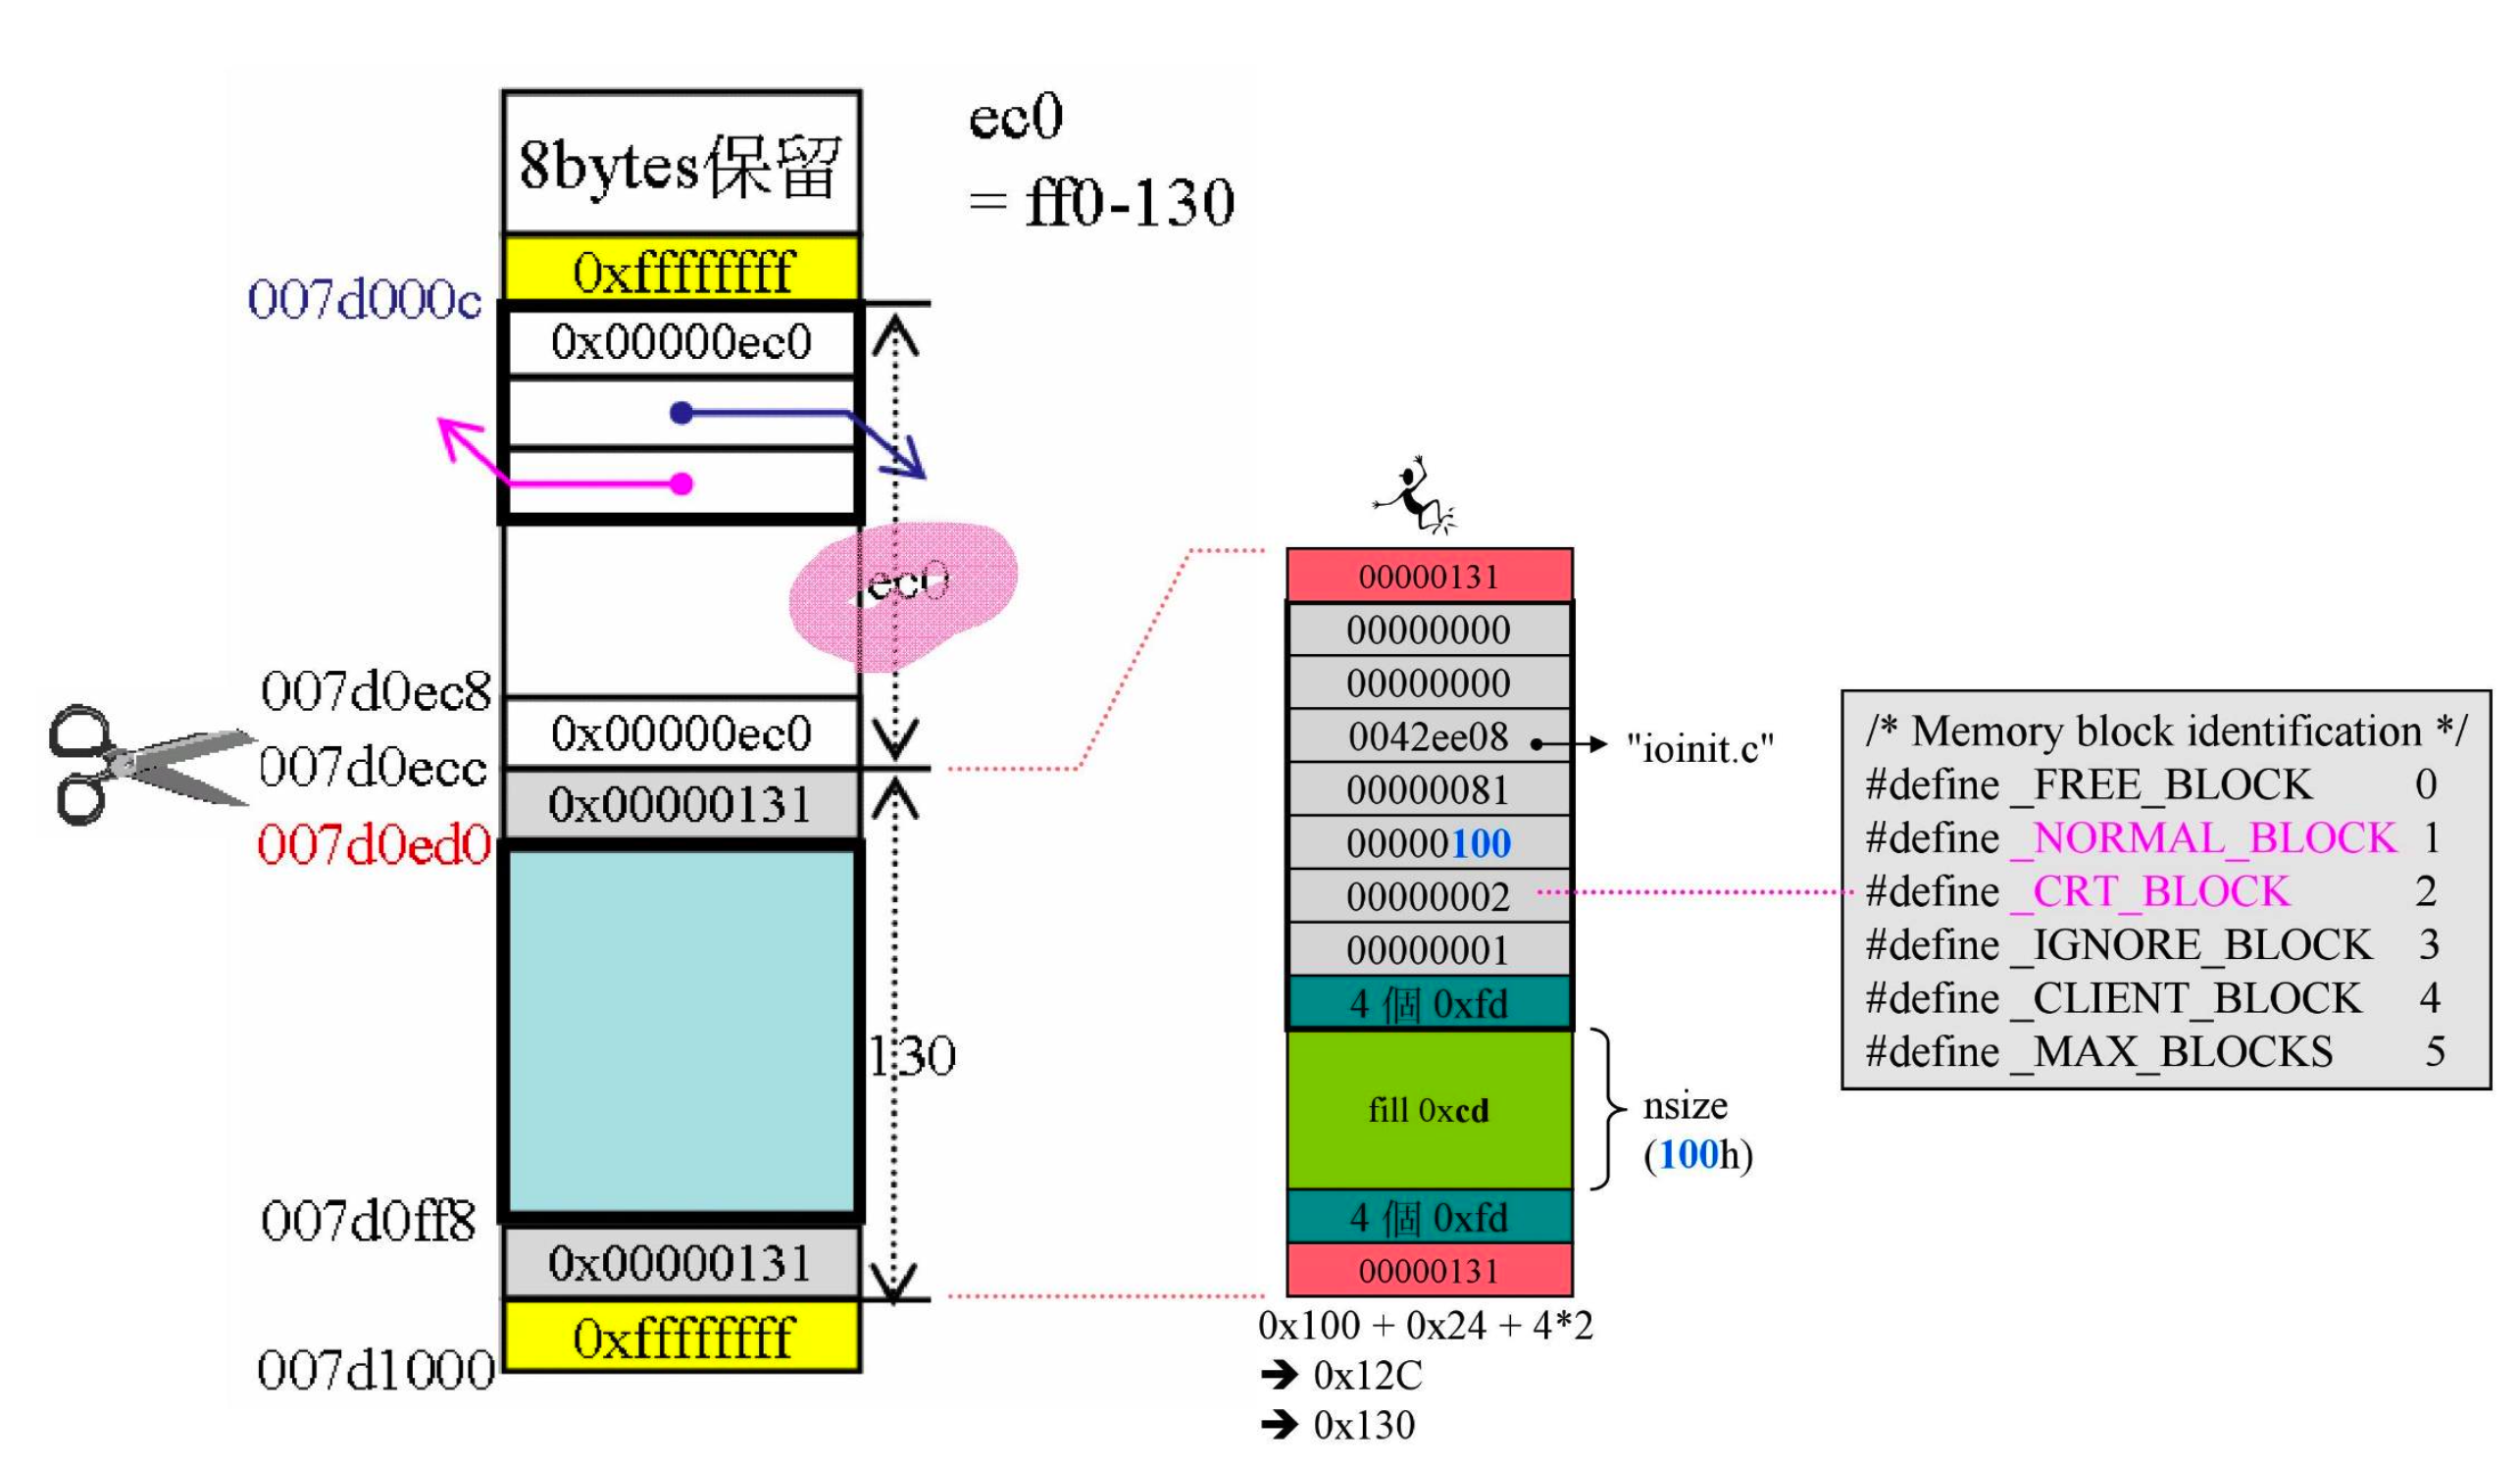 8bytes保留
ec0
= ff0-130
0xffffffff
007d000c
0x00000ec0
ec0
007d0ec8
0x00000ec0
007d0ecc
0x00000131
007d0ed0
130
007d0ff8
0x00000131
0xffffffff
007d1000
00000131
00000000
00000000
0042ee08
"ioinit.c"
00000081
00000100
00000002
00000001
4 個 0xfd
fill 0xcd
nsize
(100h)
4 個 0xfd
00000131
0x100 + 0x24 + 4*2
➔ 0x12C
➔ 0x130
/* Memory block identification */
#define _FREE_BLOCK 0
#define _NORMAL_BLOCK 1
#define _CRT_BLOCK 2
#define _IGNORE_BLOCK 3
#define _CLIENT_BLOCK 4
#define _MAX_BLOCKS 5